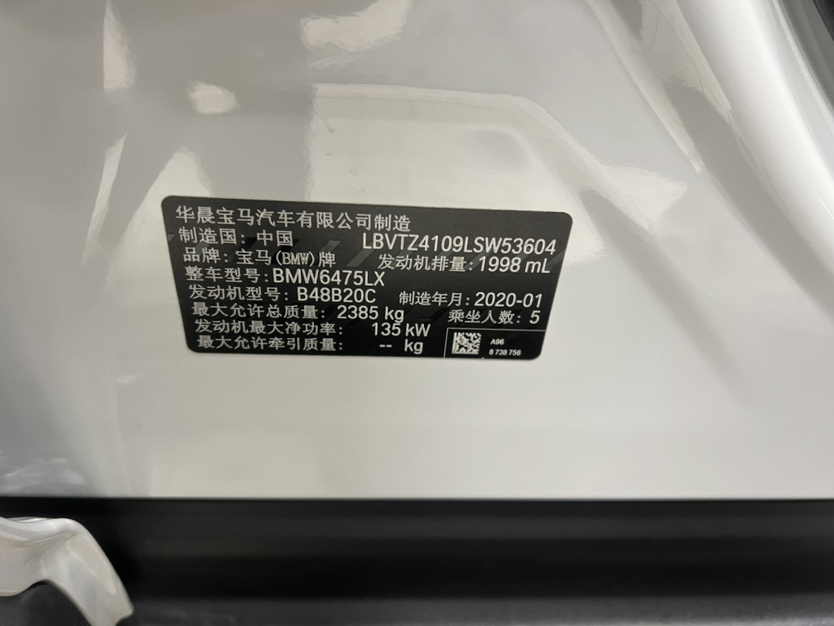 华晨宝马汽车有限公司制造
制造国：中国 LBVTZ4109LSW53604
品牌：宝马(BMW)牌 发动机排量：1998 mL
整车型号：BMW6475LX
发动机型号：B48B20C 制造年月：2020-01
最大允许总质量：2385 kg 乘坐人数：5
发动机最大净功率：135 kW
最大允许牵引质量：-- kg
A96
8 738 756